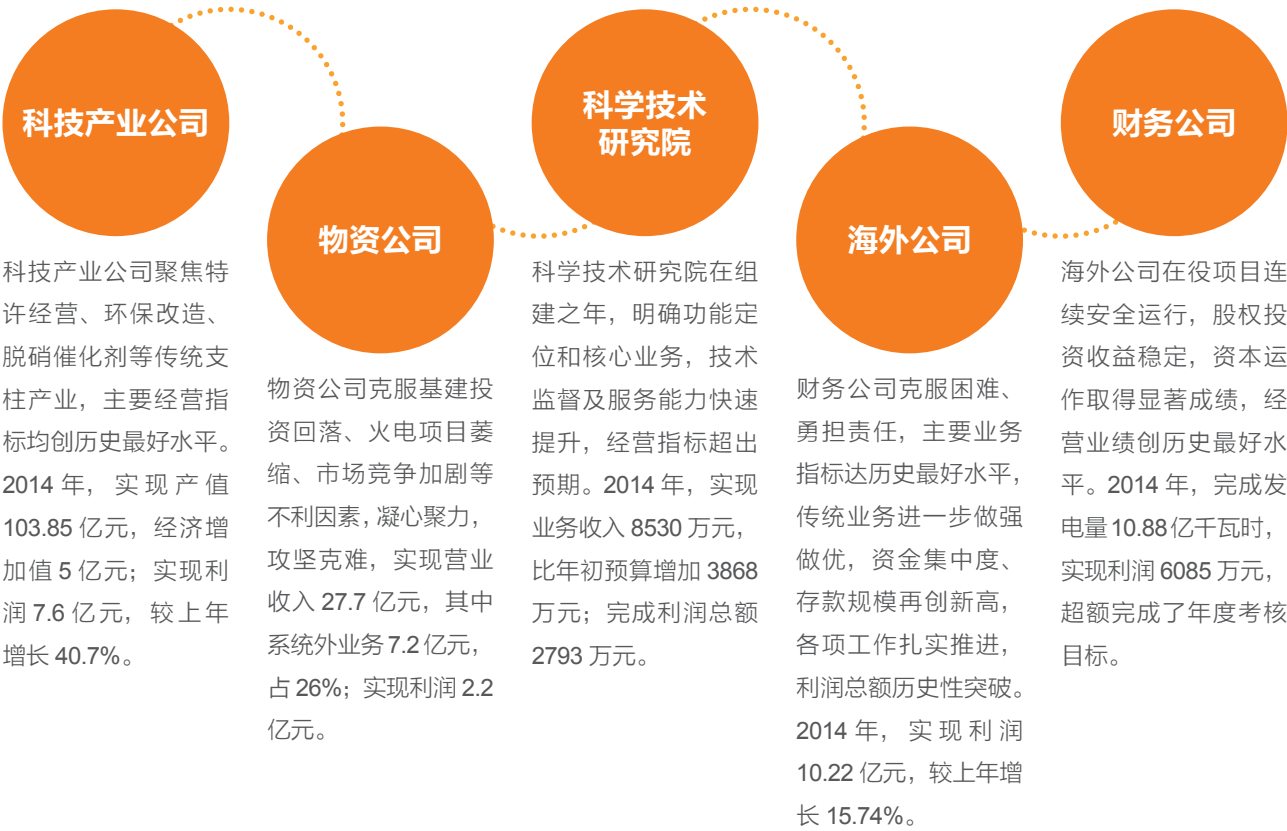 科技产业公司
科技产业公司聚焦特
许经营、环保改造、
脱硝催化剂等传统支
柱产业，主要经营指
标均创历史最好水平。
2014 年，实现产值
103.85 亿元，经济增
加值 5 亿元；实现利
润 7.6 亿元，较上年
增长 40.7%。
物资公司
物资公司克服基建投
资回落、火电项目萎
缩、市场竞争加剧等
不利因素，凝心聚力，
攻坚克难，实现营业
收入 27.7 亿元，其中
系统外业务 7.2 亿元，
占 26%；实现利润 2.2
亿元。
科学技术
研究院
科学技术研究院在组
建之年，明确功能定
位和核心业务，技术
监督及服务能力快速
提升，经营指标超出
预期。2014 年，实现
业务收入 8530 万元，
比年初预算增加 3868
万元；完成利润总额
2793 万元。
海外公司
财务公司克服困难、
勇担责任，主要业务
指标达历史最好水平，
传统业务进一步做强
做优，资金集中度、
存款规模再创新高，
各项工作扎实推进，
利润总额历史性突破。
2014 年，实现利润
10.22 亿元，较上年增
长 15.74%。
财务公司
海外公司在役项目连
续安全运行，股权投
资收益稳定，资本运
作取得显著成绩，经
营业绩创历史最好水
平。2014 年，完成发
电量 10.88 亿千瓦时，
实现利润 6085 万元，
超额完成了年度考核
目标。